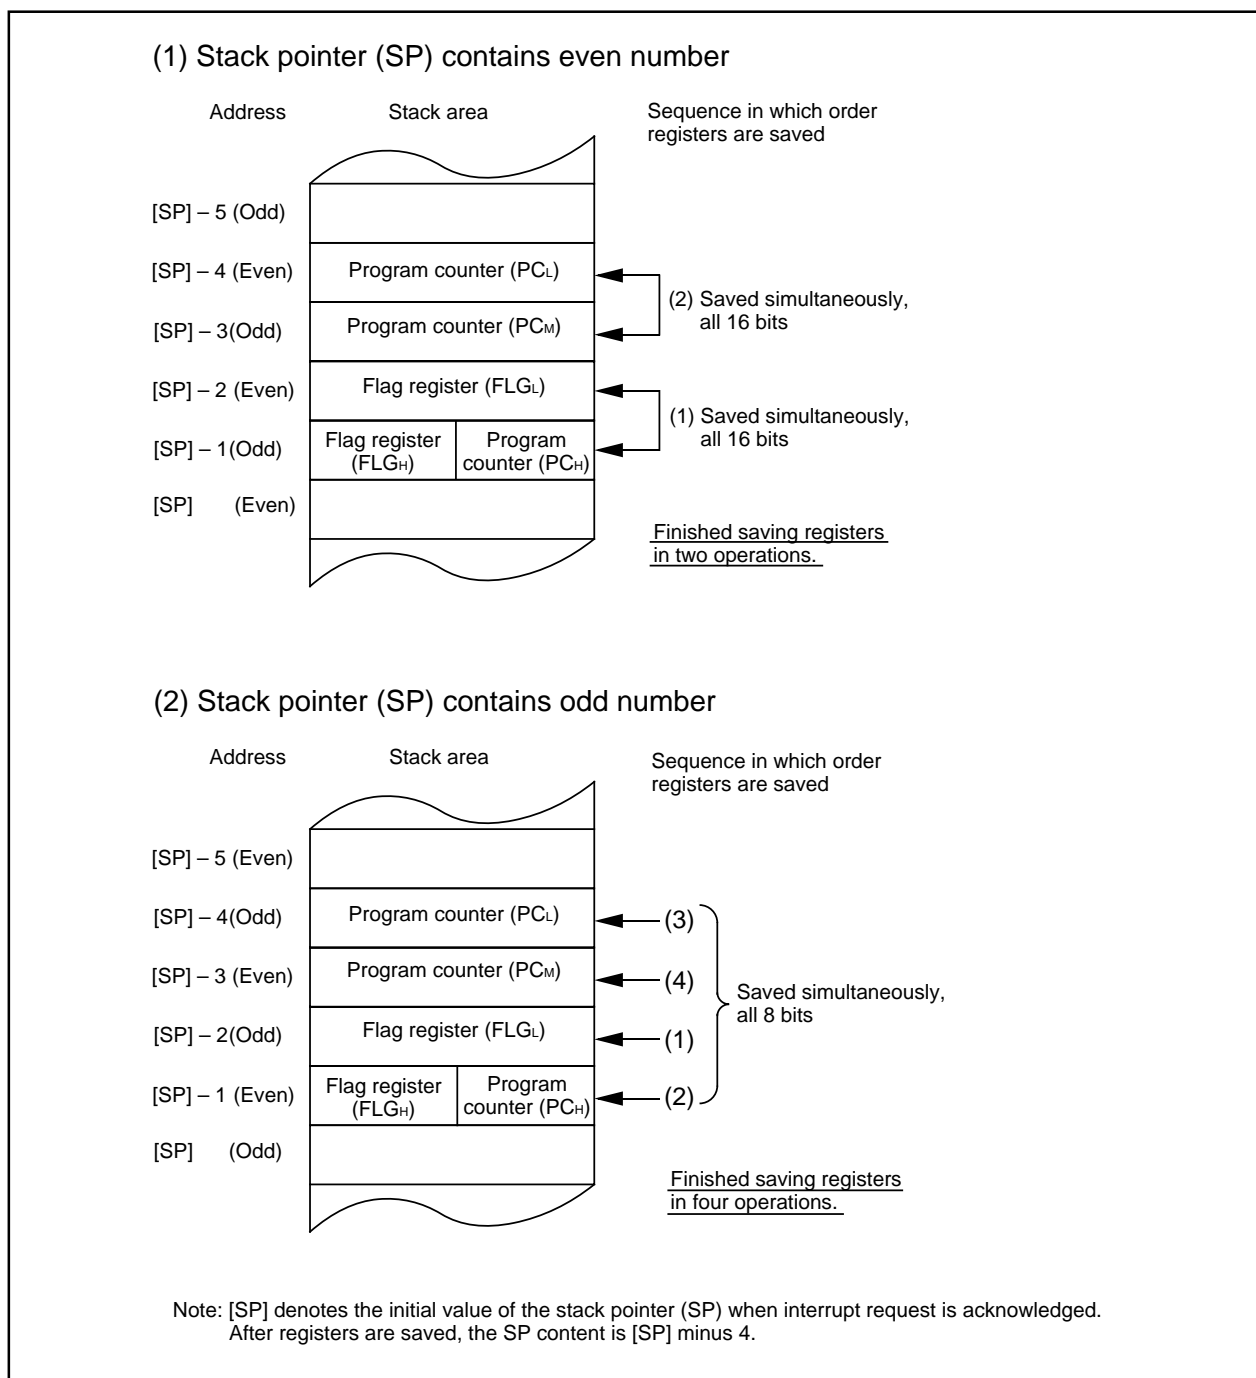 (1) Stack pointer (SP) contains even number
Address
Stack area
Sequence in which order
registers are saved
[SP] – 5 (Odd)
[SP] – 4 (Even)
Program counter (PCL)
[SP] – 3(Odd)
Program counter (PCM)
(2) Saved simultaneously,
all 16 bits
[SP] – 2 (Even)
Flag register (FLGL)
[SP] – 1(Odd)
Flag register
(FLGH)
Program
counter (PCH)
(1) Saved simultaneously,
all 16 bits
[SP] (Even)
Finished saving registers
in two operations.
(2) Stack pointer (SP) contains odd number
Address
Stack area
Sequence in which order
registers are saved
[SP] – 5 (Even)
[SP] – 4(Odd)
Program counter (PCL)
(3)
[SP] – 3 (Even)
Program counter (PCM)
(4)
Saved simultaneously,
all 8 bits
[SP] – 2(Odd)
Flag register (FLGL)
(1)
[SP] – 1 (Even)
Flag register
(FLGH)
Program
counter (PCH)
(2)
[SP] (Odd)
Finished saving registers
in four operations.
Note: [SP] denotes the initial value of the stack pointer (SP) when interrupt request is acknowledged.
After registers are saved, the SP content is [SP] minus 4.